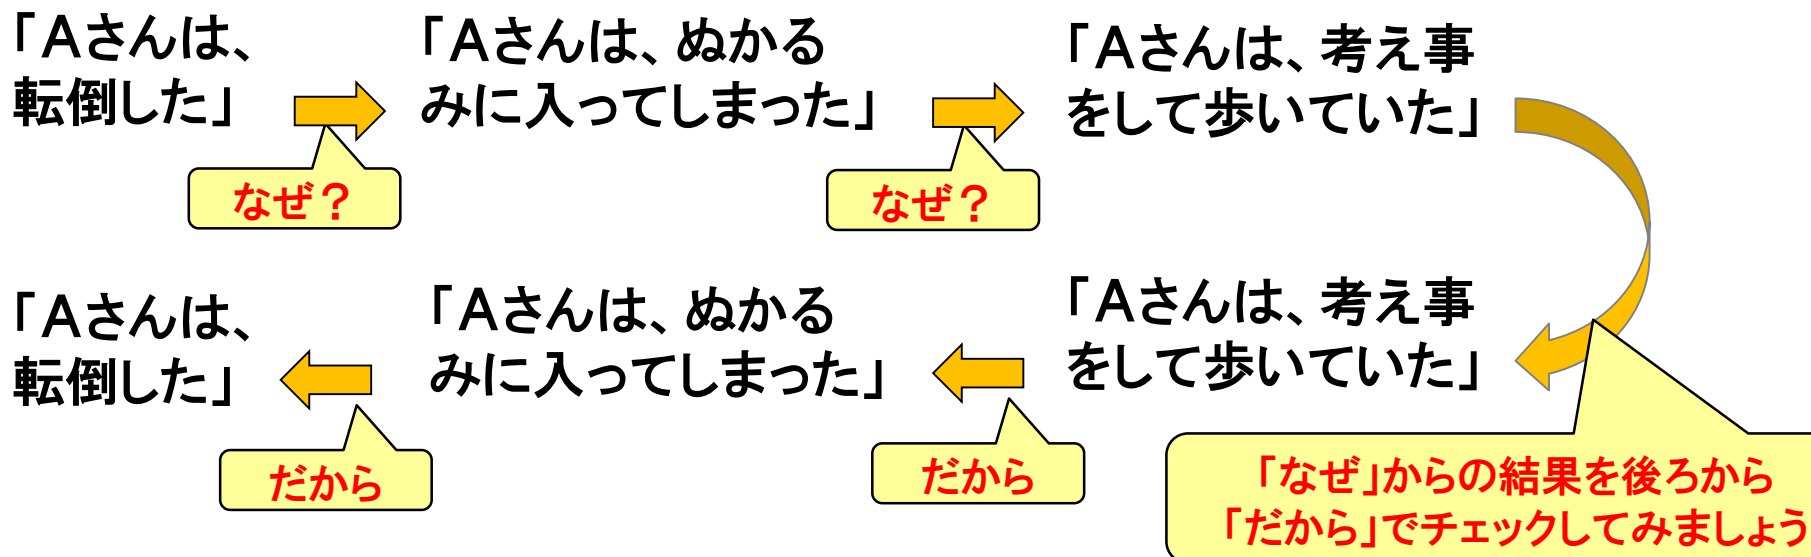 「Aさんは、
転倒した」
なぜ？
「Aさんは、ぬかる
みに入ってしまった」
なぜ？
「Aさんは、考え事
をして歩いていた」
「Aさんは、
転倒した」
だから
「Aさんは、ぬかる
みに入ってしまった」
だから
「Aさんは、考え事
をして歩いていた」
「なぜ」からの結果を後ろから
「だから」でチェックしてみましょう